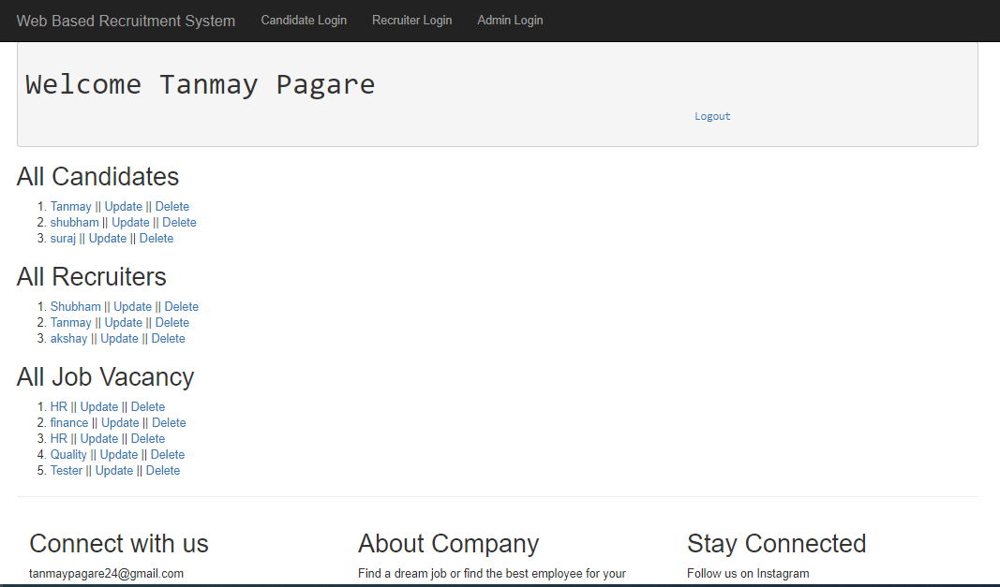 Web Based Recruitment System Candidate Login Recruiter Login Admin Login
Welcome Tanmay Pagare
Logout
All Candidates
1. Tanmay || Update || Delete
2. shubham || Update || Delete
3. suraj || Update || Delete
All Recruiters
1. Shubham || Update || Delete
2. Tanmay || Update || Delete
3. akshay || Update || Delete
All Job Vacancy
1. HR || Update || Delete
2. finance || Update || Delete
3. HR || Update || Delete
4. Quality || Update || Delete
5. Tester || Update || Delete
Connect with us
tanmaypagare24@gmail.com
About Company
Find a dream job or find the best employee for your
Stay Connected
Follow us on Instagram